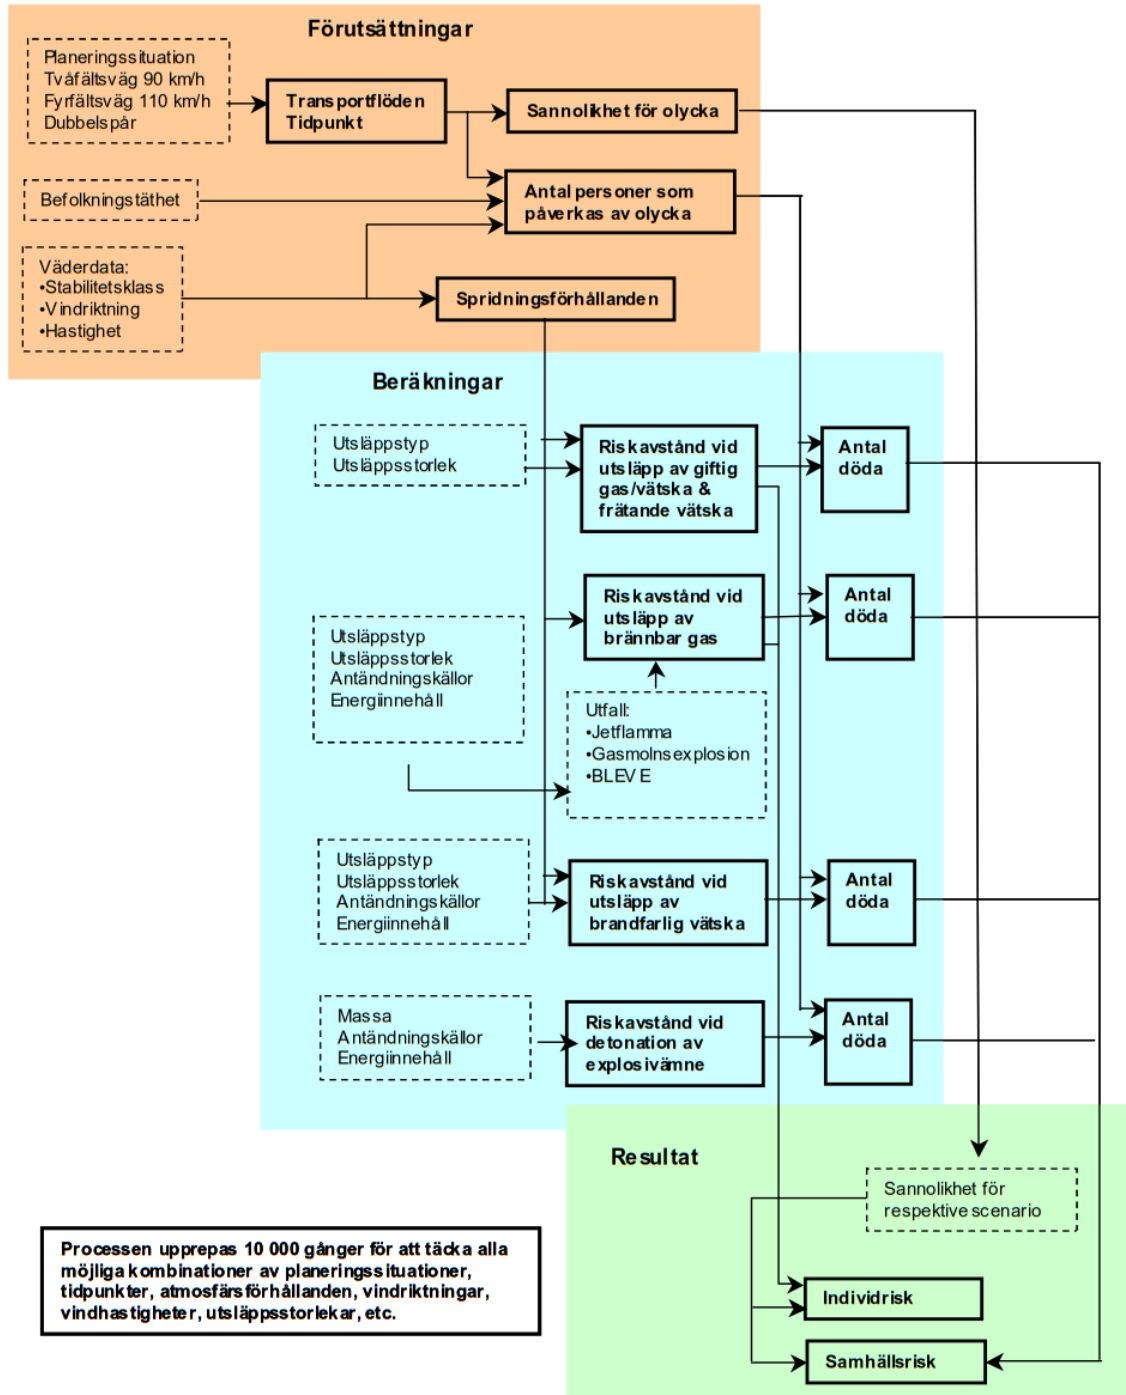 Förutsättningar
Planeringssituation
Tvåfältsväg 90 km/h
Fyrfältsväg 110 km/h
Dubbelspår
Transportflöden
Tidpunkt
Sannolikhet för olycka
Befolkningstäthet
Antal personer som
påverkas av olycka
Väderdata:
•Stabilitetsklass
•Vindriktning
•Hastighet
Spridningsförhållanden
Beräkningar
Utsläppstyp
Utsläppsstorlek
Riskavstånd vid
utsläpp av giftig
gas/vätska &
frätande vätska
Antal
döda
Utsläppstyp
Utsläppsstorlek
Antändningskällor
Energiinnehåll
Riskavstånd vid
utsläpp av
brännbar gas
Antal
döda
Utfall:
•Jetflamma
•Gasmolnsexplosion
•BLEVE
Utsläppstyp
Utsläppsstorlek
Antändningskällor
Energiinnehåll
Riskavstånd vid
utsläpp av
brandfarlig vätska
Antal
döda
Massa
Antändningskällor
Energiinnehåll
Riskavstånd vid
detonation av
explosivämne
Antal
döda
Resultat
Sannolikhet för
respektive scenario
Processen upprepas 10 000 gånger för att täcka alla
möjliga kombinationer av planeringssituationer,
tidpunkter, atmosfärsförhållanden, vindriktningar,
vindhastigheter, utsläppsstorlekar, etc.
Individrisk
Samhällsrisk